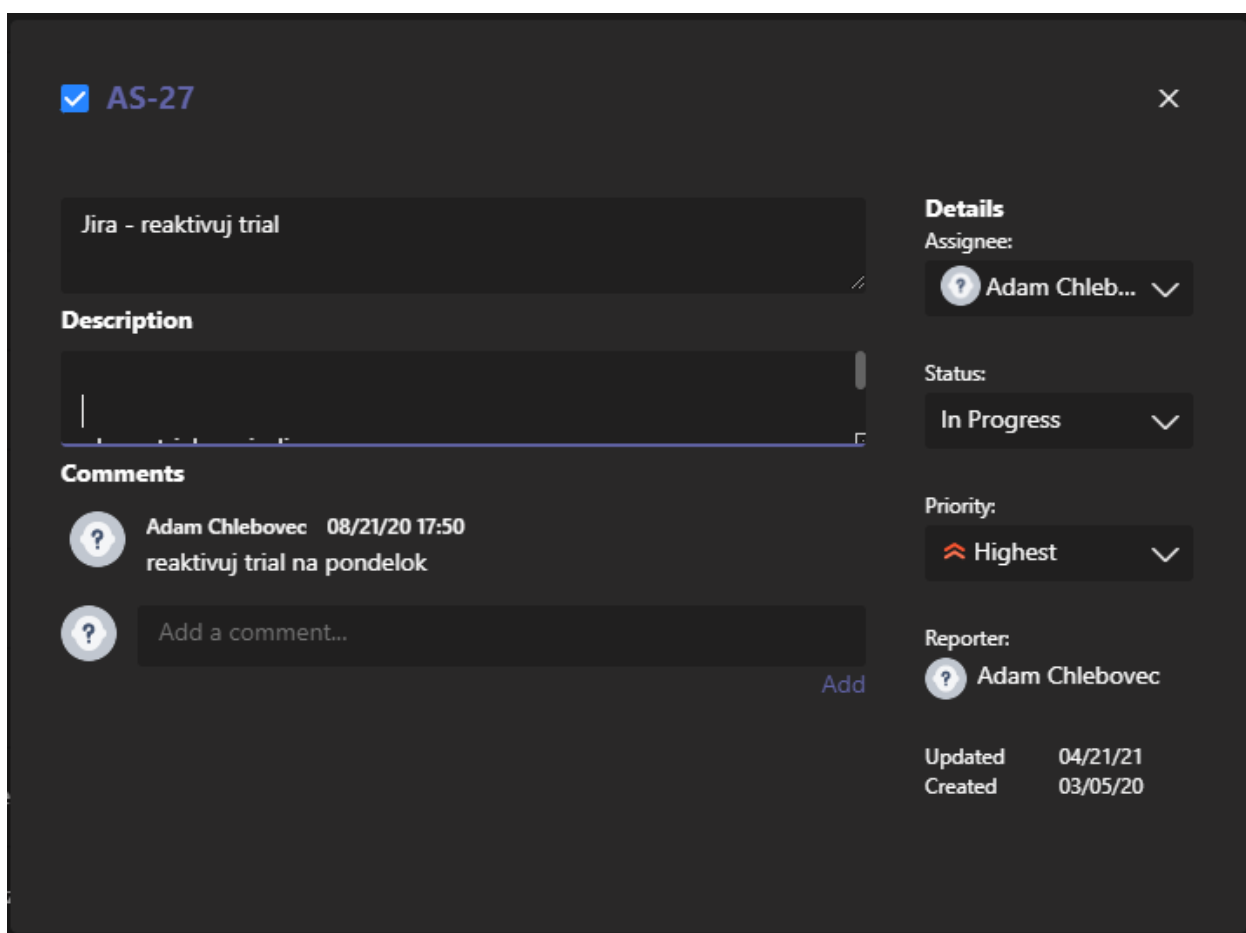 AS-27
Jira - reaktivuj trial
Description
Comments
Adam Chlebovec 08/21/20 17:50
reaktivuj trial na pondelok
Add a comment...
Add
Details
Assignee:
Adam Chleb...
Status:
In Progress
Priority:
Highest
Reporter:
Adam Chlebovec
Updated 04/21/21
Created 03/05/20